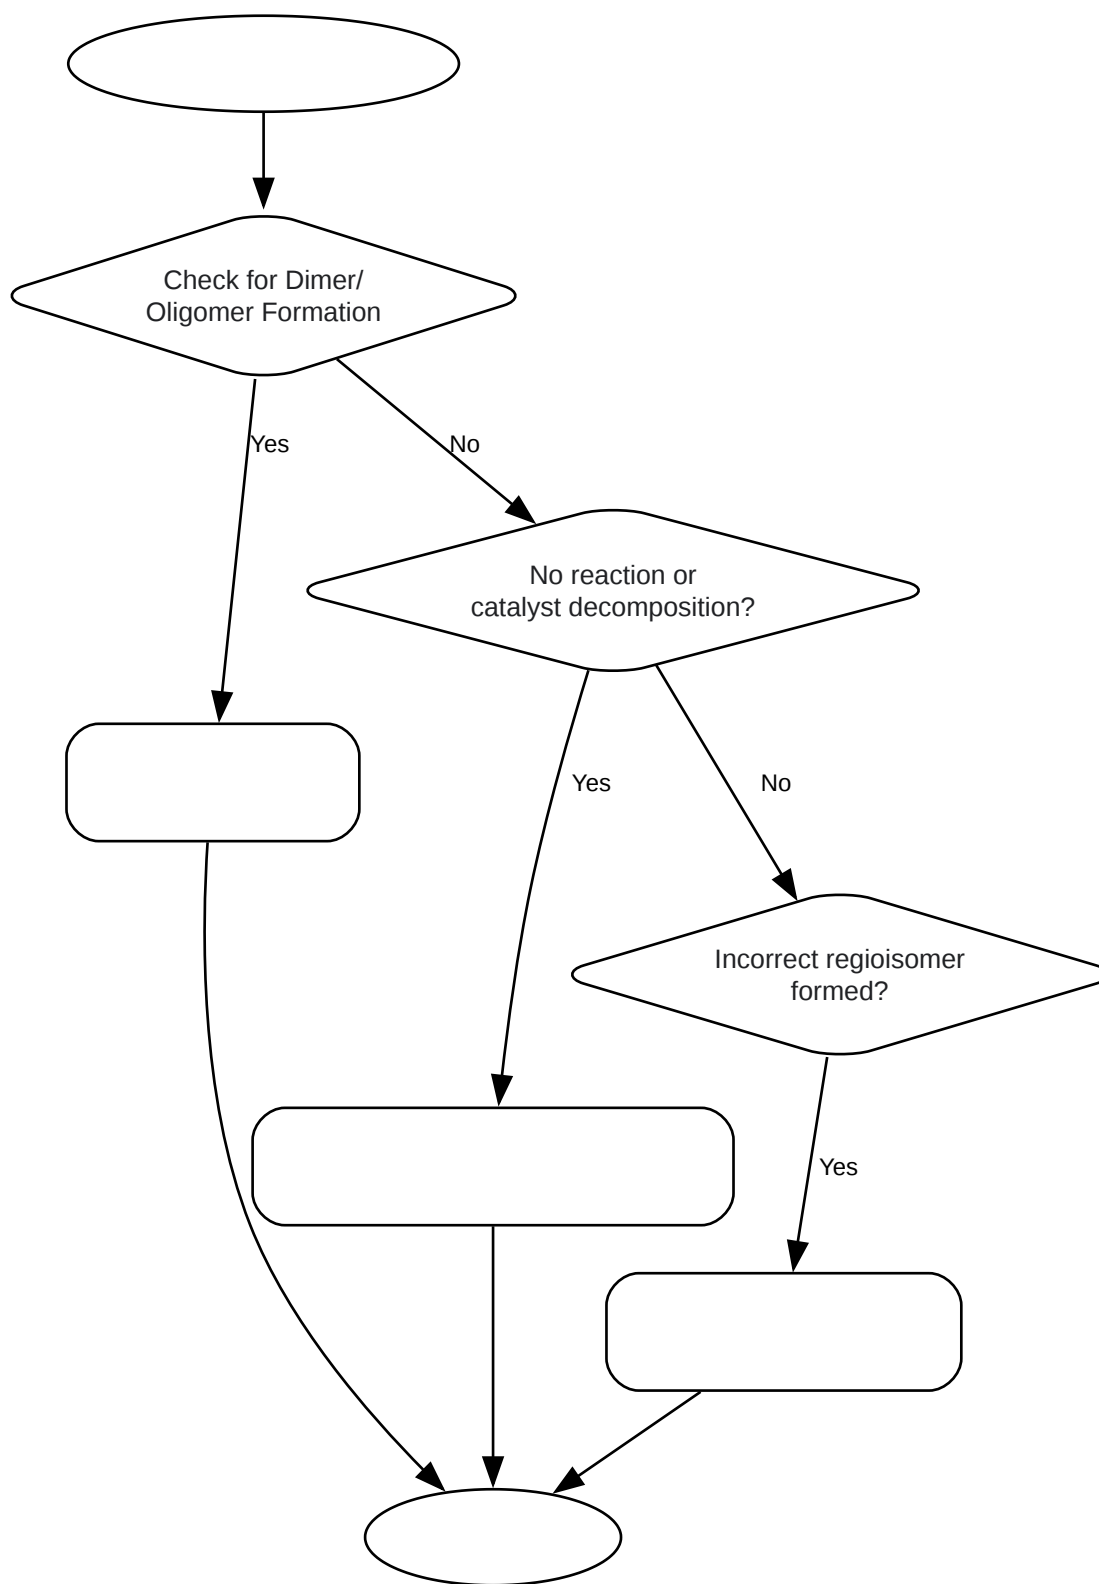 Check for Dimer/
Oligomer Formation
Yes
No
No reaction or
catalyst decomposition?
Yes
No
Incorrect regioisomer
formed?
Yes